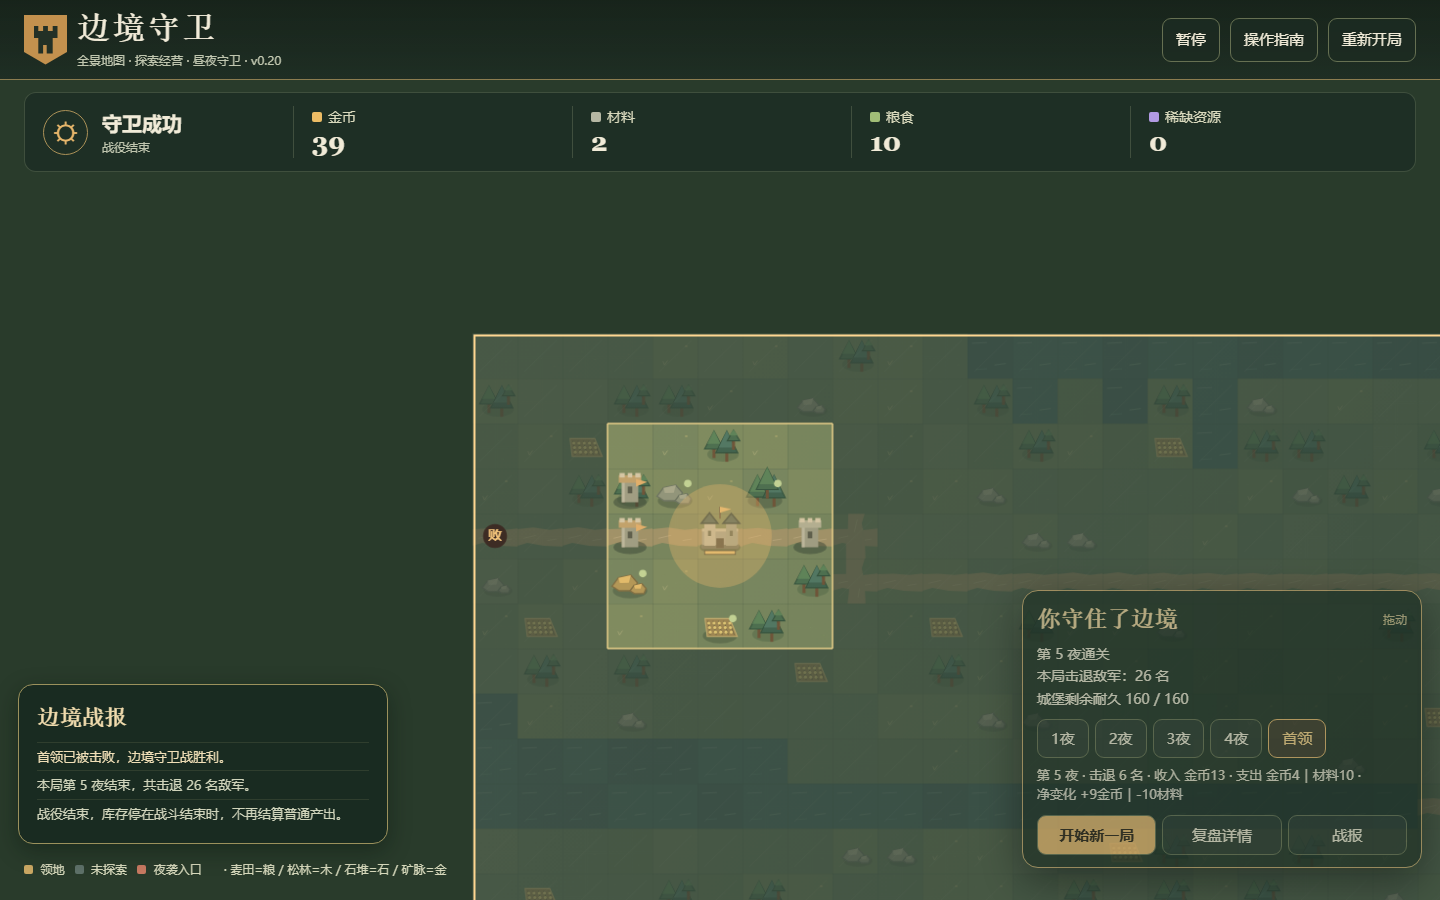 边境守卫
全景地图 · 探索经营 · 昼夜守卫 · v0.20
暂停
操作指南
重新开局
守卫成功
战役结束
金币
39
材料
2
粮食
10
稀缺资源
0
败
你守住了边境
拖动
第 5 夜通关
本局击退敌军：26 名
城堡剩余耐久 160 / 160
1夜
2夜
3夜
4夜
首领
第 5 夜 · 击退 6 名 · 收入 金币13 · 支出 金币4 | 材料10 ·
净变化 +9金币 | -10材料
开始新一局
复盘详情
战报
边境战报
首领已被击败，边境守卫战胜利。
本局第 5 夜结束，共击退 26 名敌军。
战役结束，库存停在战斗结束时，不再结算普通产出。
领地
未探索
夜袭入口
· 麦田=粮 / 松林=木 / 石堆=石 / 矿脉=金